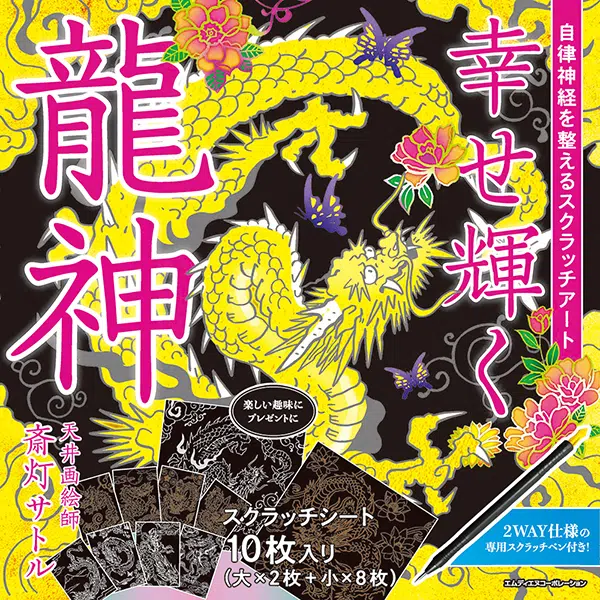 自律神経を整えるスクラッチアート
幸せ輝く
龍神
天井画絵師
斎灯サトル
楽しい趣味に
プレゼントに
スクラッチシート
10枚入り
(大×2枚+小×8枚)
2WAY仕様の
専用スクラッチペン付き!
エムディエヌコーポレーション